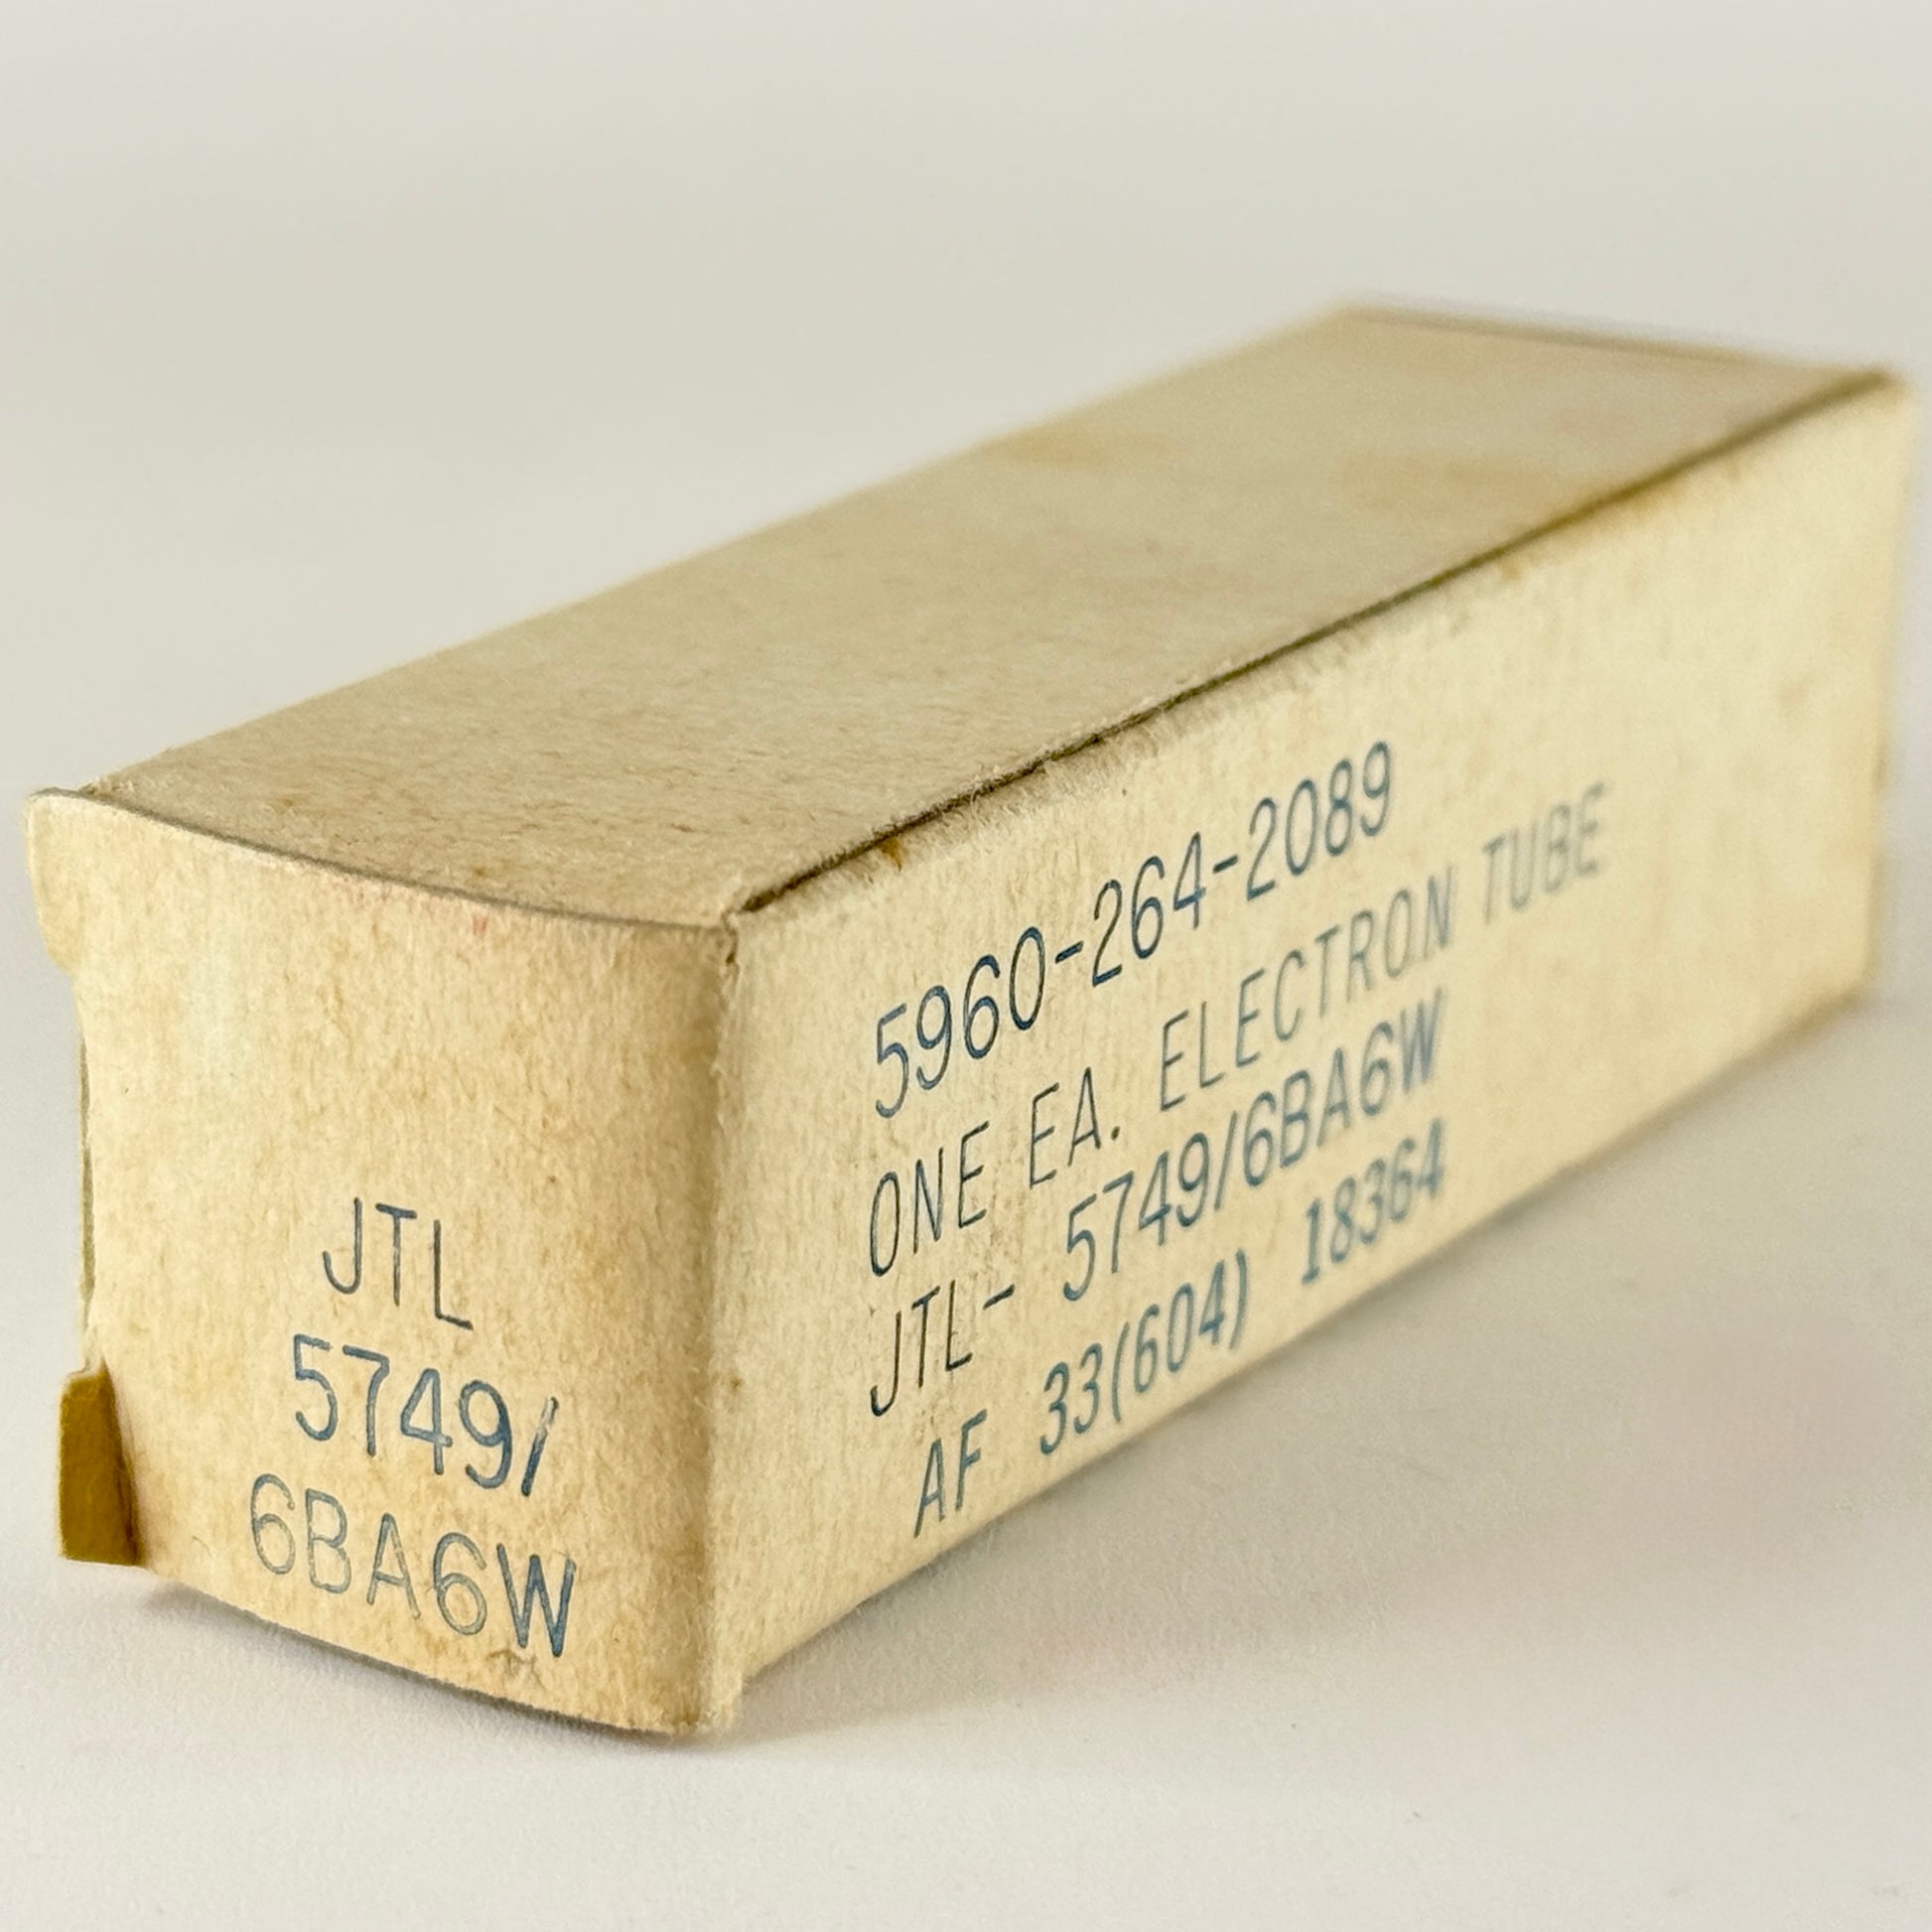 JTL
5749/
6BA6W
5960-264-2089
ONE EA. ELECTRON TUBE
JTL- 5749/6BA6W
AF 33(604) 18364